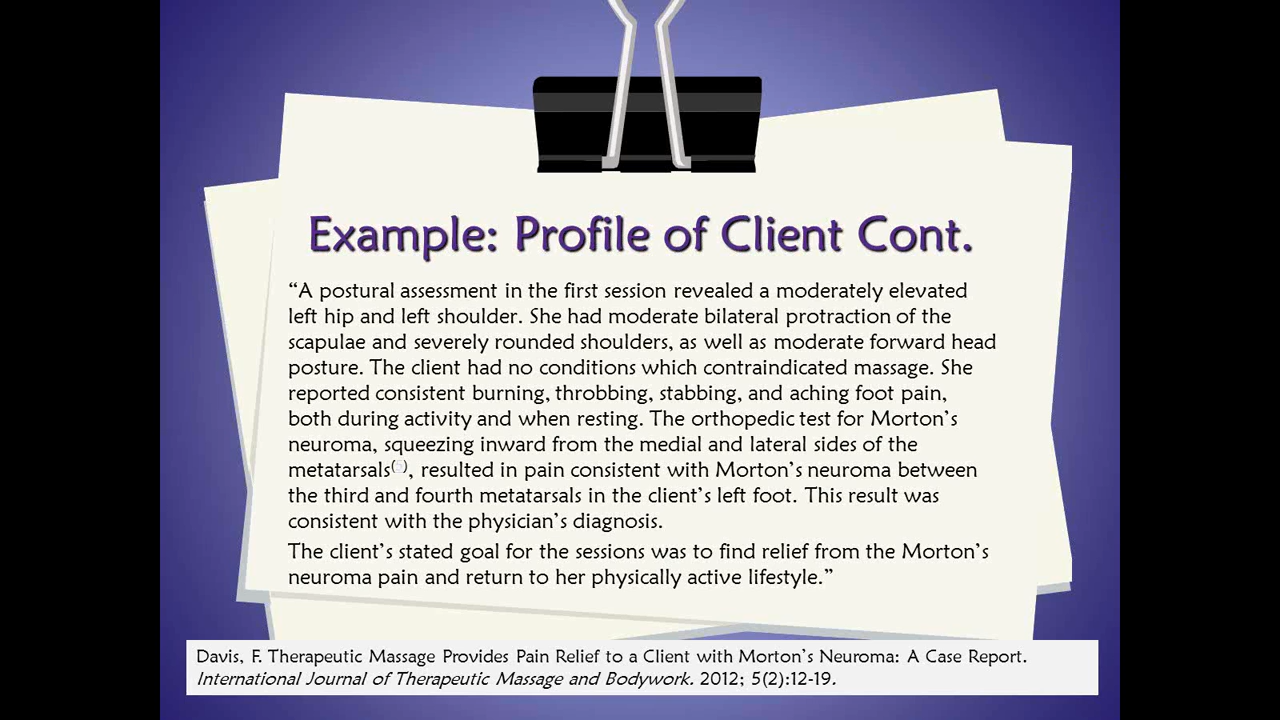 Example: Profile of Client Cont.
“A postural assessment in the first session revealed a moderately elevated
left hip and left shoulder. She had moderate bilateral protraction of the
scapulae and severely rounded shoulders, as well as moderate forward head
posture. The client had no conditions which contraindicated massage. She
reported consistent burning, throbbing, stabbing, and aching foot pain,
both during activity and when resting. The orthopedic test for Morton’s
neuroma, squeezing inward from the medial and lateral sides of the
metatarsals(5), resulted in pain consistent with Morton’s neuroma between
the third and fourth metatarsals in the client’s left foot. This result was
consistent with the physician’s diagnosis.
The client’s stated goal for the sessions was to find relief from the Morton’s
neuroma pain and return to her physically active lifestyle.”
Davis, F. Therapeutic Massage Provides Pain Relief to a Client with Morton’s Neuroma: A Case Report.
International Journal of Therapeutic Massage and Bodywork. 2012; 5(2):12-19.